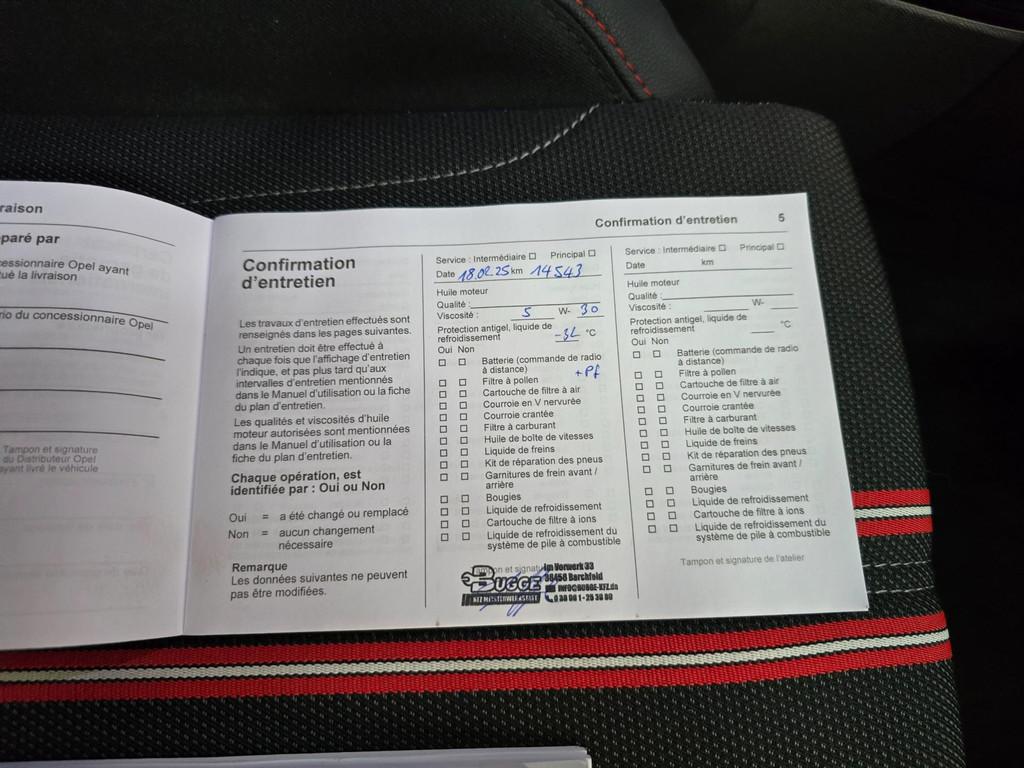 raison
paré par
cessionnaire Opel ayant
tué la livraison
rio du concessionnaire Opel
Tampon et signature
du Distributeur Opel
ayant livré le véhicule
Confirmation d'entretien 5
Confirmation
d'entretien
Les travaux d'entretien effectués sont
renseignés dans les pages suivantes.
Un entretien doit être effectué à
chaque fois que l'affichage d'entretien
l'indique, et pas plus tard qu'aux
intervalles d'entretien mentionnés
dans le Manuel d'utilisation ou la fiche
du plan d'entretien.
Les qualités et viscosités d'huile
moteur autorisées sont mentionnées
dans le Manuel d'utilisation ou la
fiche du plan d'entretien.
Chaque opération, est
identifiée par : Oui ou Non
Oui = a été changé ou remplacé
Non = aucun changement
nécessaire
Remarque
Les données suivantes ne peuvent
pas être modifiées.
Service : Intermédiaire ☐ Principal ☐
Date 18.02.25 km 14543
Huile moteur
Qualité :
Viscosité : 5 W- 30
Protection antigel, liquide de
refroidissement °C
Oui Non
☐ ☐ Batterie (commande de radio
à distance) + Pf
☐ ☐ Filtre à pollen
☐ ☐ Cartouche de filtre à air
☐ ☐ Courroie en V nervurée
☐ ☐ Courroie crantée
☐ ☐ Filtre à carburant
☐ ☐ Huile de boîte de vitesses
☐ ☐ Liquide de freins
☐ ☐ Kit de réparation des pneus
☐ ☐ Garnitures de frein avant /
arrière
☐ ☐ Bougies
☐ ☐ Liquide de refroidissement
☐ ☐ Cartouche de filtre à ions
☐ ☐ Liquide de refroidissement du
système de pile à combustible
BUGGE
KFZ MEISTERWERKSTATT
Im Vorwerk 33
36456 Barchfeld
INFO@BUGGE-KFZ.de
Service : Intermédiaire ☐ Principal ☐
Date km
Huile moteur
Qualité :
Viscosité : W-
Protection antigel, liquide de
refroidissement °C
Oui Non
☐ ☐ Batterie (commande de radio
à distance)
☐ ☐ Filtre à pollen
☐ ☐ Cartouche de filtre à air
☐ ☐ Courroie en V nervurée
☐ ☐ Courroie crantée
☐ ☐ Filtre à carburant
☐ ☐ Huile de boîte de vitesses
☐ ☐ Liquide de freins
☐ ☐ Kit de réparation des pneus
☐ ☐ Garnitures de frein avant /
arrière
☐ ☐ Bougies
☐ ☐ Liquide de refroidissement
☐ ☐ Cartouche de filtre à ions
☐ ☐ Liquide de refroidissement du
système de pile à combustible
Tampon et signature de l'atelier